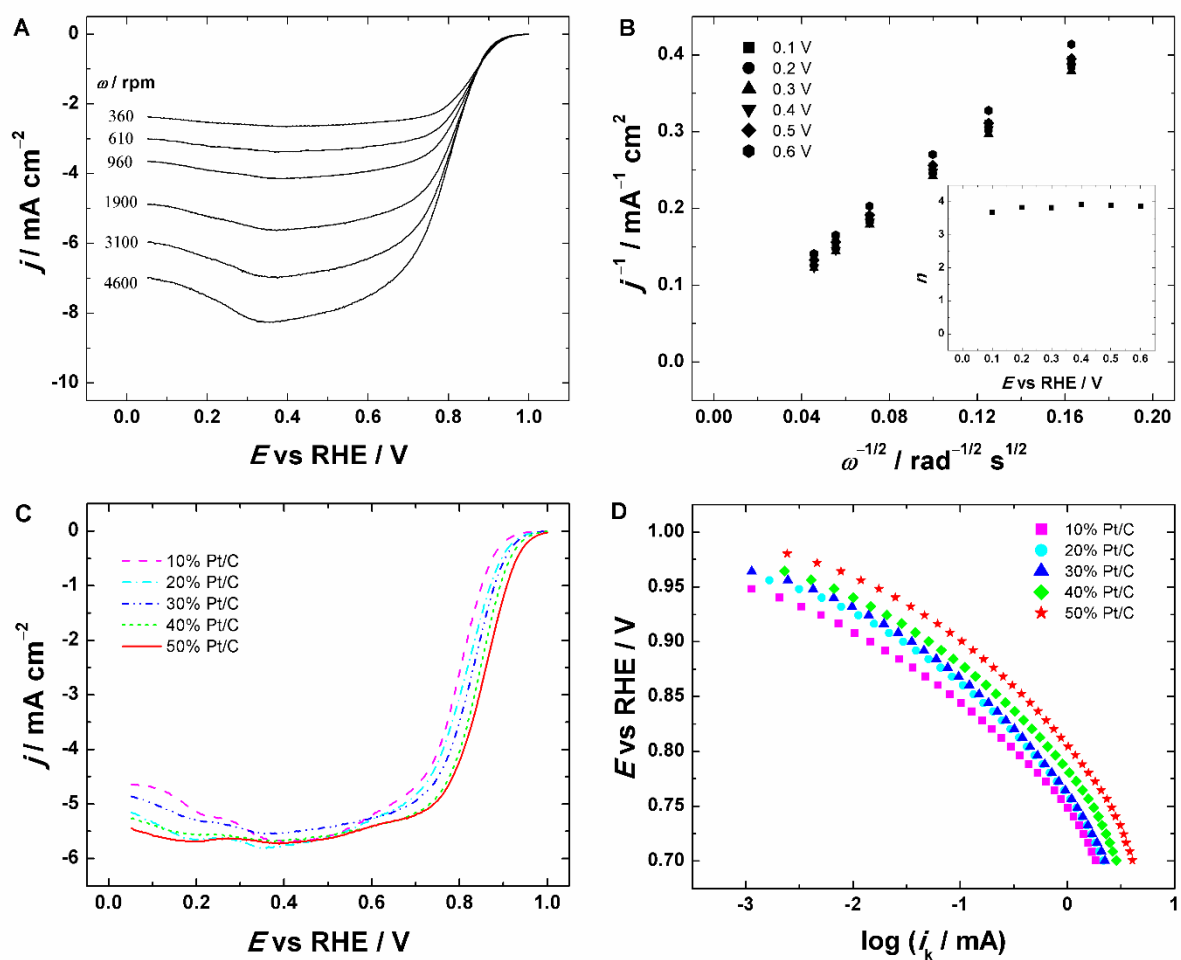 A
ω / rpm
360
610
960
1900
3100
4600
0
-2
-4
-6
-8
-10
j / mA cm⁻²
0.0 0.2 0.4 0.6 0.8 1.0
E vs RHE / V
B
0.1 V
0.2 V
0.3 V
0.4 V
0.5 V
0.6 V
0.4
0.3
0.2
0.1
0.0
j⁻¹ / mA⁻¹ cm²
0.00 0.04 0.08 0.12 0.16 0.20
ω⁻¹/² / rad⁻¹/² s¹/²
4
3
2
1
0
n
0.0 0.1 0.2 0.3 0.4 0.5 0.6
E vs RHE / V
C
10% Pt/C
20% Pt/C
30% Pt/C
40% Pt/C
50% Pt/C
0
-1
-2
-3
-4
-5
-6
j / mA cm⁻²
0.0 0.2 0.4 0.6 0.8 1.0
E vs RHE / V
D
10% Pt/C
20% Pt/C
30% Pt/C
40% Pt/C
50% Pt/C
1.00
0.95
0.90
0.85
0.80
0.75
0.70
E vs RHE / V
-3 -2 -1 0 1
log (iₖ / mA)